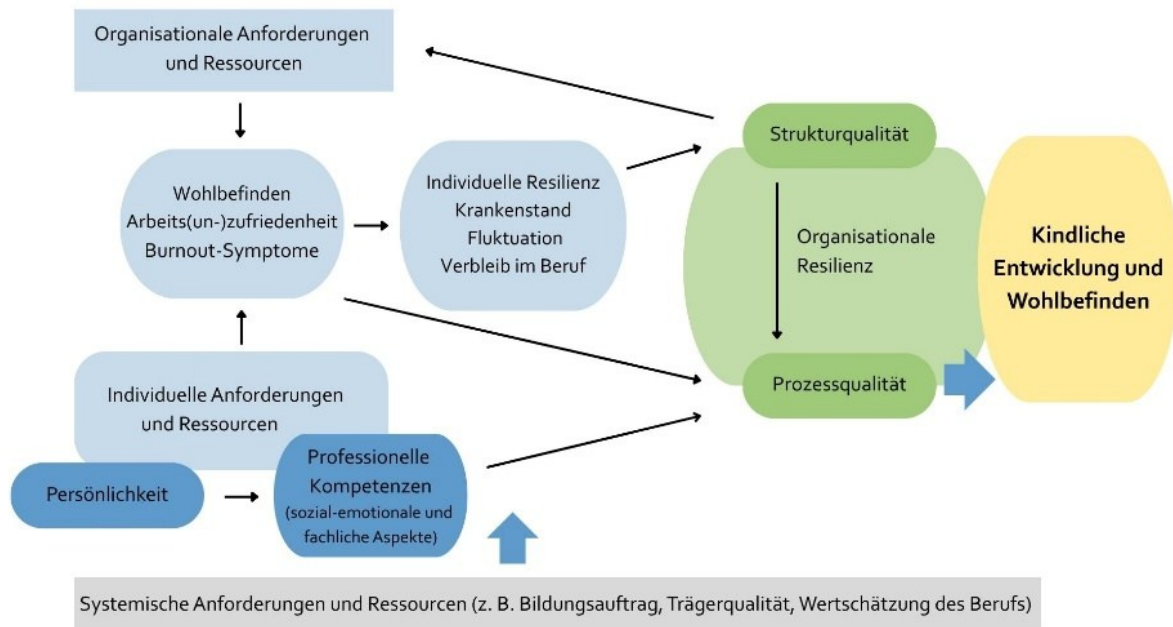 Organisationale Anforderungen
und Ressourcen
Wohlbefinden
Arbeits(un-)zufriedenheit
Burnout-Symptome
Individuelle Resilienz
Krankenstand
Fluktuation
Verbleib im Beruf
Strukturqualität
Organisationale
Resilienz
Prozessqualität
Kindliche
Entwicklung und
Wohlbefinden
Individuelle Anforderungen
und Ressourcen
Persönlichkeit
Professionelle
Kompetenzen
(sozial-emotionale und
fachliche Aspekte)
Systemische Anforderungen und Ressourcen (z. B. Bildungsauftrag, Trägerqualität, Wertschätzung des Berufs)